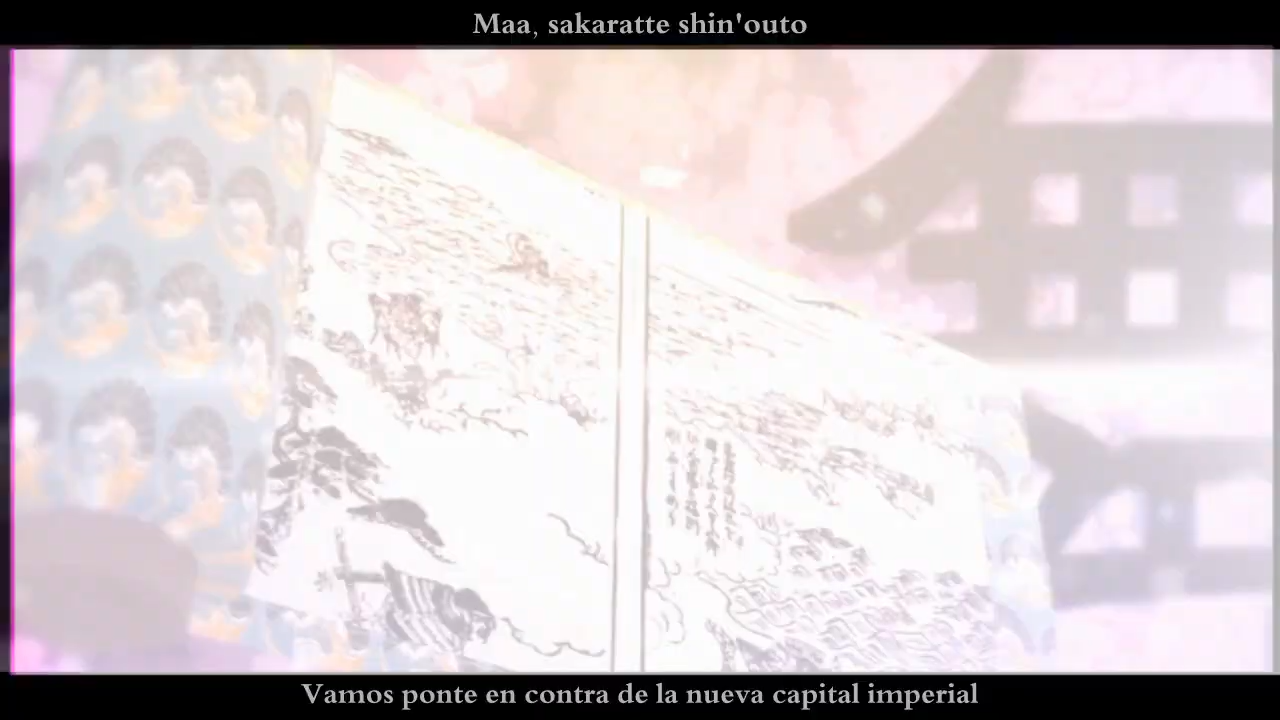 Maa, sakaratte shin'outo
Vamos ponte en contra de la nueva capital imperial